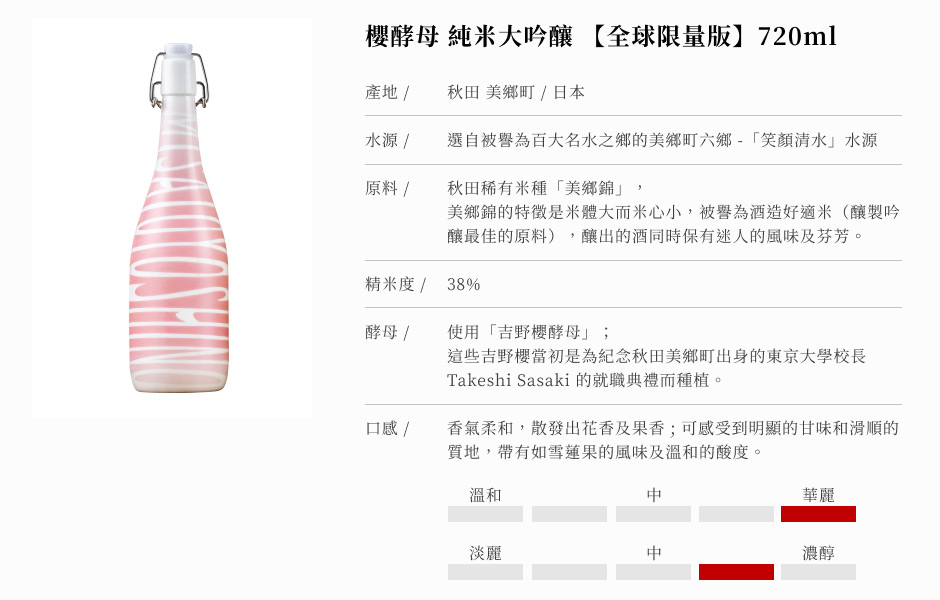 櫻酵母 純米大吟釀 【全球限量版】720ml
產地 / 秋田 美鄉町 / 日本
水源 / 選自被譽為百大名水之鄉的美鄉町六鄉 -「笑顏清水」水源
原料 / 秋田稀有米種「美鄉錦」，
美鄉錦的特徵是米體大而米心小，被譽為酒造好適米（釀製吟
釀最佳的原料），釀出的酒同時保有迷人的風味及芬芳。
精米度 / 38%
酵母 / 使用「吉野櫻酵母」；
這些吉野櫻當初是為紀念秋田美鄉町出身的東京大學校長
Takeshi Sasaki 的就職典禮而種植。
口感 / 香氣柔和，散發出花香及果香 ; 可感受到明顯的甘味和滑順的
質地，帶有如雪蓮果的風味及溫和的酸度。
溫和 中 華麗
淡麗 中 濃醇